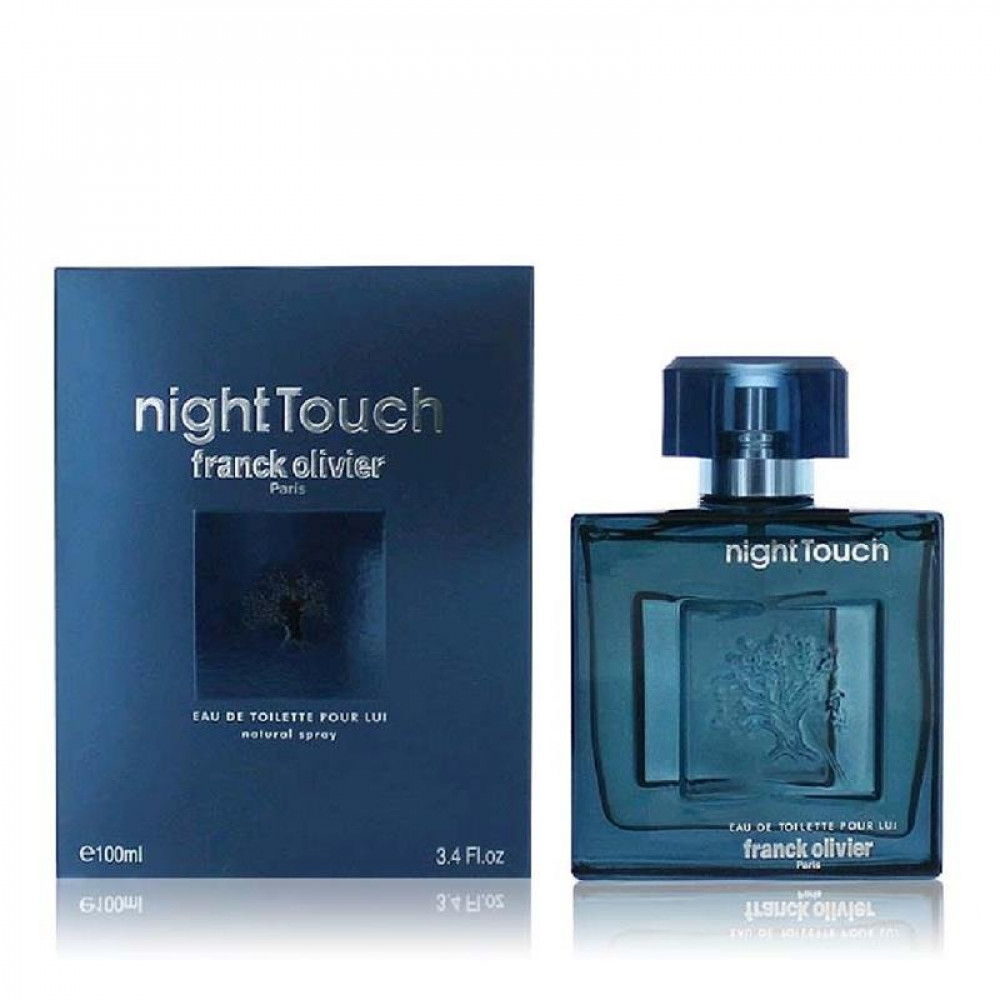 nightTouch
franck olivier
Paris
EAU DE TOILETTE POUR LUI
natural spray
e100ml
3.4 Fl.oz
nightTouch
EAU DE TOILETTE POUR LUI
franck olivier
Paris